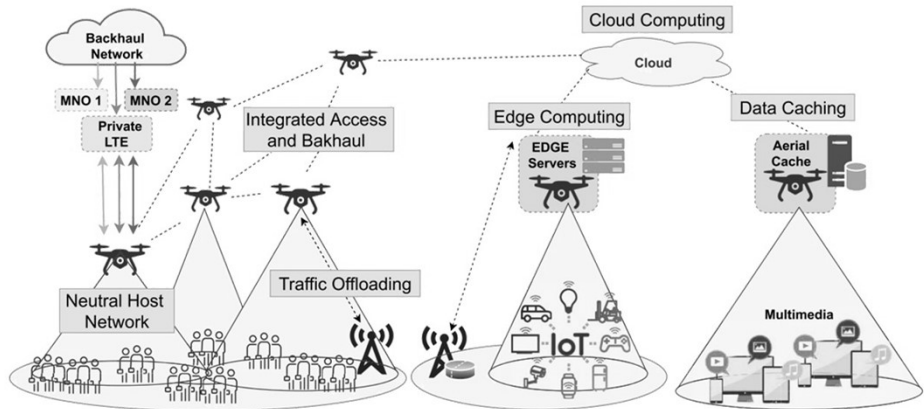 Backhaul
Network
MNO 1
MNO 2
Private
LTE
Integrated Access
and Bakhaul
Neutral Host
Network
Traffic Offloading
Cloud Computing
Cloud
Edge Computing
EDGE
Servers
IoT
Data Caching
Aerial
Cache
Multimedia